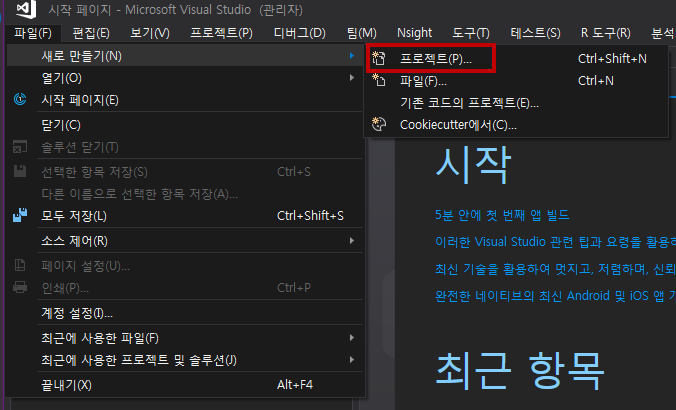 시작 페이지 - Microsoft Visual Studio (관리자)
파일(F) 편집(E) 보기(V) 프로젝트(P) 디버그(D) 팀(M) Nsight 도구(T) 테스트(S) R 도구(R) 분석
새로 만들기(N)
프로젝트(P)... Ctrl+Shift+N
열기(O)
파일(F)... Ctrl+N
시작 페이지(E)
기존 코드의 프로젝트(E)...
닫기(C)
Cookiecutter에서(C)...
솔루션 닫기(T)
선택한 항목 저장(S) Ctrl+S
다른 이름으로 선택한 항목 저장(A)...
모두 저장(L) Ctrl+Shift+S
소스 제어(R)
페이지 설정(U)...
인쇄(P)... Ctrl+P
계정 설정(I)...
최근에 사용한 파일(F)
최근에 사용한 프로젝트 및 솔루션(J)
끝내기(X) Alt+F4
시작
5분 안에 첫 번째 앱 빌드
이러한 Visual Studio 관련 팁과 요령을 활용하
최신 기술을 활용하여 멋지고, 저렴하며, 신뢰
완전한 네이티브의 최신 Android 및 iOS 앱 개
최근 항목